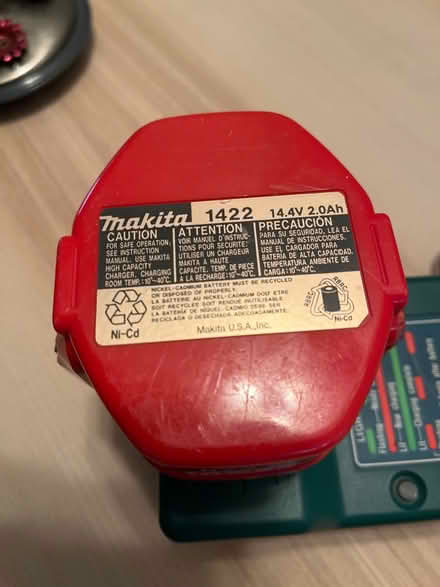 makita 1422 14.4V 2.0Ah
CAUTION
FOR SAFE OPERATION,
SEE INSTRUCTION
MANUAL. USE MAKITA
HIGH CAPACITY
CHARGER, CHARGING
ROOM TEMP.:10°~40°C.
ATTENTION
VOIR MANUEL D'INSTRUC-
TIONS POUR SECURITE.
UTILISER UN CHARGEUR
MAKITA A HAUTE
CAPACITE. TEMP. DE PIECE
A LA RECHARGE:10°~40°C
PRECAUCIÓN
PARA SU SEGURIDAD, LEA EL
MANUAL DE INSTRUCCIONES.
USE EL CARGADOR PARA
BATERIA DE ALTA CAPACIDAD.
TEMPERATURA AMBIENTE DE
CARGA:10°~40°C
NICKEL-CADMIUM BATTERY MUST BE RECYCLED
OR DISPOSED OF PROPERLY.
LA BATTERIE AU NICKEL-CADMIUM DOIT ETRE
SOIT RECYCLEE SOIT RENDUE INUTILISABLE
LA BATERIA DE NIQUEL-CADMIO DEBE SER
RECICLADA O DESECHADA ADECUADAMENTE.
Ni-Cd
Makita U.S.A., Inc.
RBRC
Ni-Cd